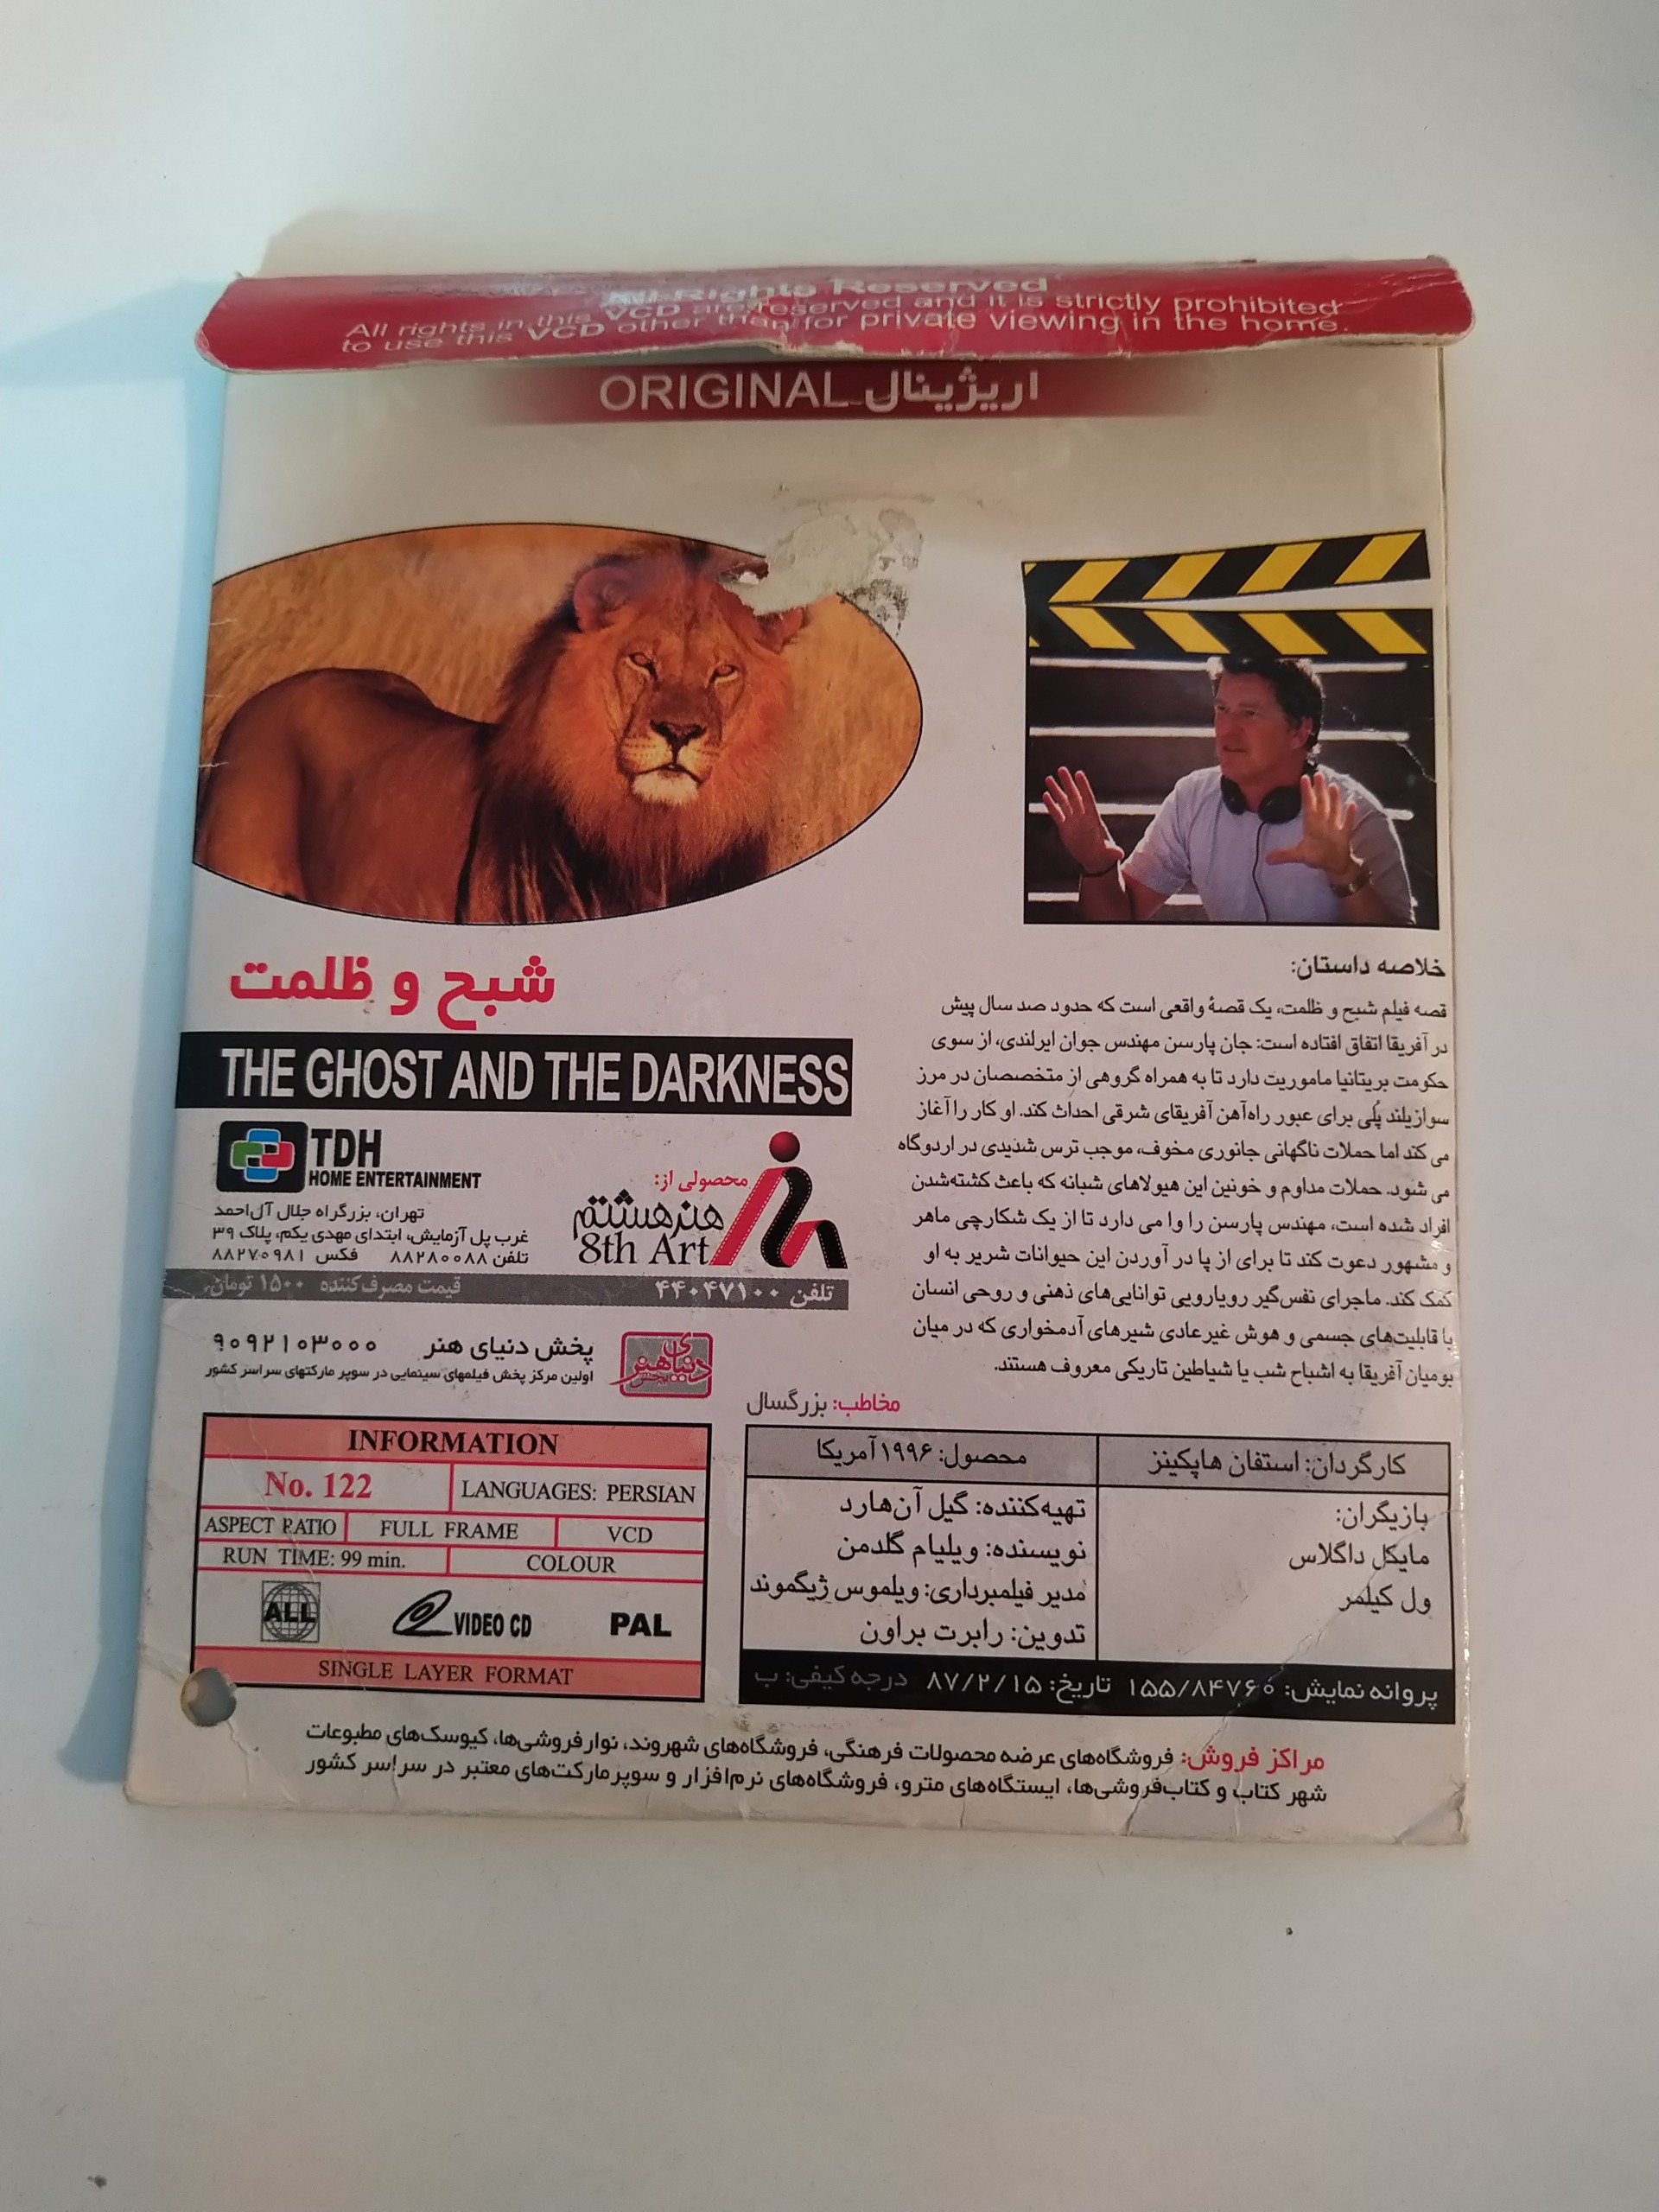 All Rights Reserved
All rights in this VCD are reserved and it is strictly prohibited
to use this VCD other than for private viewing in the home.
ORIGINAL اریژینال
شبح و ظلمت
THE GHOST AND THE DARKNESS
TDH
HOME ENTERTAINMENT
تهران، بزرگراه جلال آل‌احمد
غرب پل آزمایش، ابتدای مهدی یکم، پلاک ۳۹
تلفن ۸۸۲۸۰۰۸۸ فکس ۸۸۲۷۰۹۸۱
محصولی از:
هنر هشتم
8th Art
تلفن ۴۴۰۴۷۱۰۰ قیمت مصرف‌کننده ۱۵۰۰ تومان
پخش دنیای هنر ۹۰۹۲۱۰۳۰۰۰
اولین مرکز پخش فیلمهای سینمایی در سوپر مارکتهای سراسر کشور
دنیای هنر
پخش
خلاصه داستان:
قصه فیلم شبح و ظلمت، یک قصهٔ واقعی است که حدود صد سال پیش
در آفریقا اتفاق افتاده است: جان پارسن مهندس جوان ایرلندی، از سوی
حکومت بریتانیا ماموریت دارد تا به همراه گروهی از متخصصان در مرز
سوازیلند پُلی برای عبور راه‌آهن آفریقای شرقی احداث کند. او کار را آغاز
می کند اما حملات ناگهانی جانوری مخوف، موجب ترس شدیدی در اردوگاه
می شود. حملات مداوم و خونین این هیولاهای شبانه که باعث کشته‌شدن
افراد شده است، مهندس پارسن را وا می دارد تا از یک شکارچی ماهر
و مشهور دعوت کند تا برای از پا در آوردن این حیوانات شریر به او
کمک کند. ماجرای نفس‌گیر رویارویی توانایی‌های ذهنی و روحی انسان
با قابلیت‌های جسمی و هوش غیرعادی شیرهای آدمخواری که در میان
بومیان آفریقا به اشباح شب یا شیاطین تاریکی معروف هستند.
مخاطب: بزرگسال
کارگردان: استفان هاپکینز
محصول: ۱۹۹۶ آمریکا
بازیگران:
مایکل داگلاس
ول کیلمر
تهیه‌کننده: گیل آن‌هارد
نویسنده: ویلیام گلدمن
مدیر فیلمبرداری: ویلموس ژیگموند
تدوین: رابرت براون
پروانه نمایش: ۱۵۵/۸۴۷۶۰ تاریخ: ۸۷/۲/۱۵ درجه کیفی: ب
INFORMATION
No. 122
LANGUAGES: PERSIAN
ASPECT RATIO
FULL FRAME
VCD
RUN TIME: 99 min.
COLOUR
ALL
VIDEO CD
PAL
SINGLE LAYER FORMAT
مراکز فروش: فروشگاه‌های عرضه محصولات فرهنگی، فروشگاه‌های شهروند، نوارفروشی‌ها، کیوسک‌های مطبوعات
شهر کتاب و کتاب‌فروشی‌ها، ایستگاه‌های مترو، فروشگاه‌های نرم‌افزار و سوپرمارکت‌های معتبر در سراسر کشور